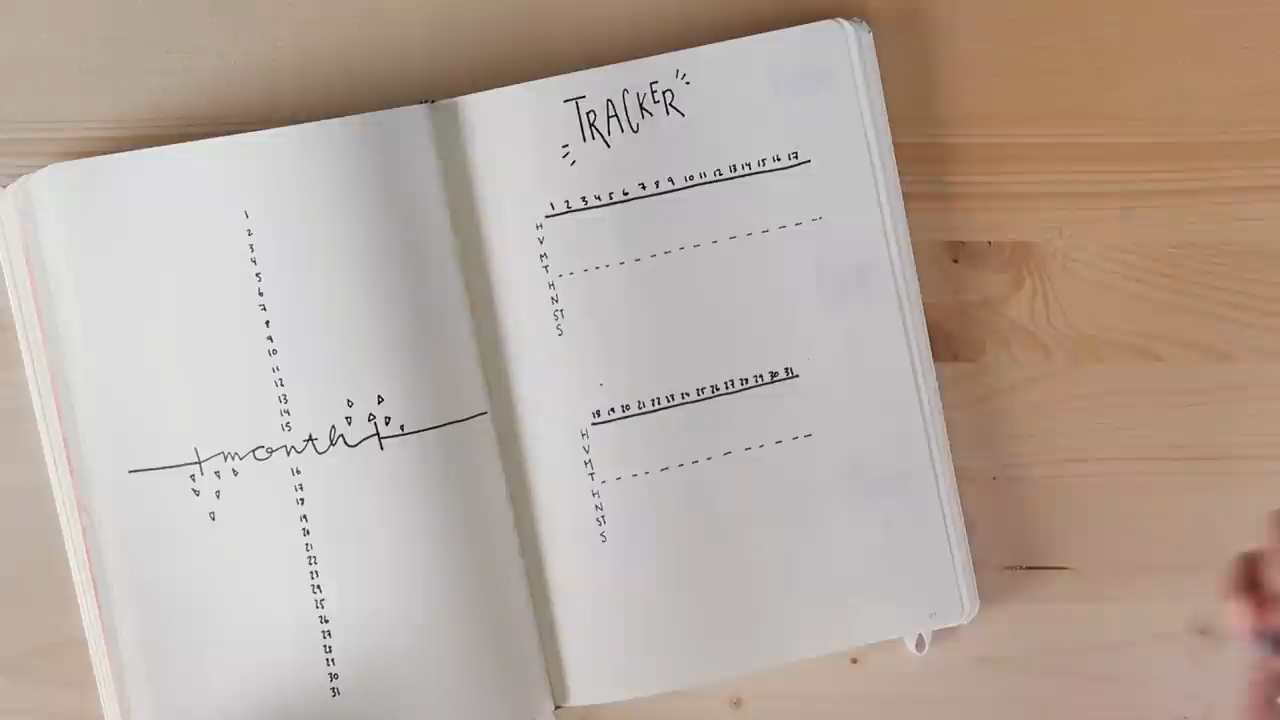 1
2
3
4
5
6
7
8
9
10
11
12
13
14
15
month
16
17
18
19
20
21
22
23
24
25
26
27
28
29
30
31
TRACKER
1 2 3 4 5 6 7 8 9 10 11 12 13 14 15 16 17
H
V
M
T
H
N
ST
S
18 19 20 21 22 23 24 25 26 27 28 29 30 31
H
V
M
T
H
N
ST
S